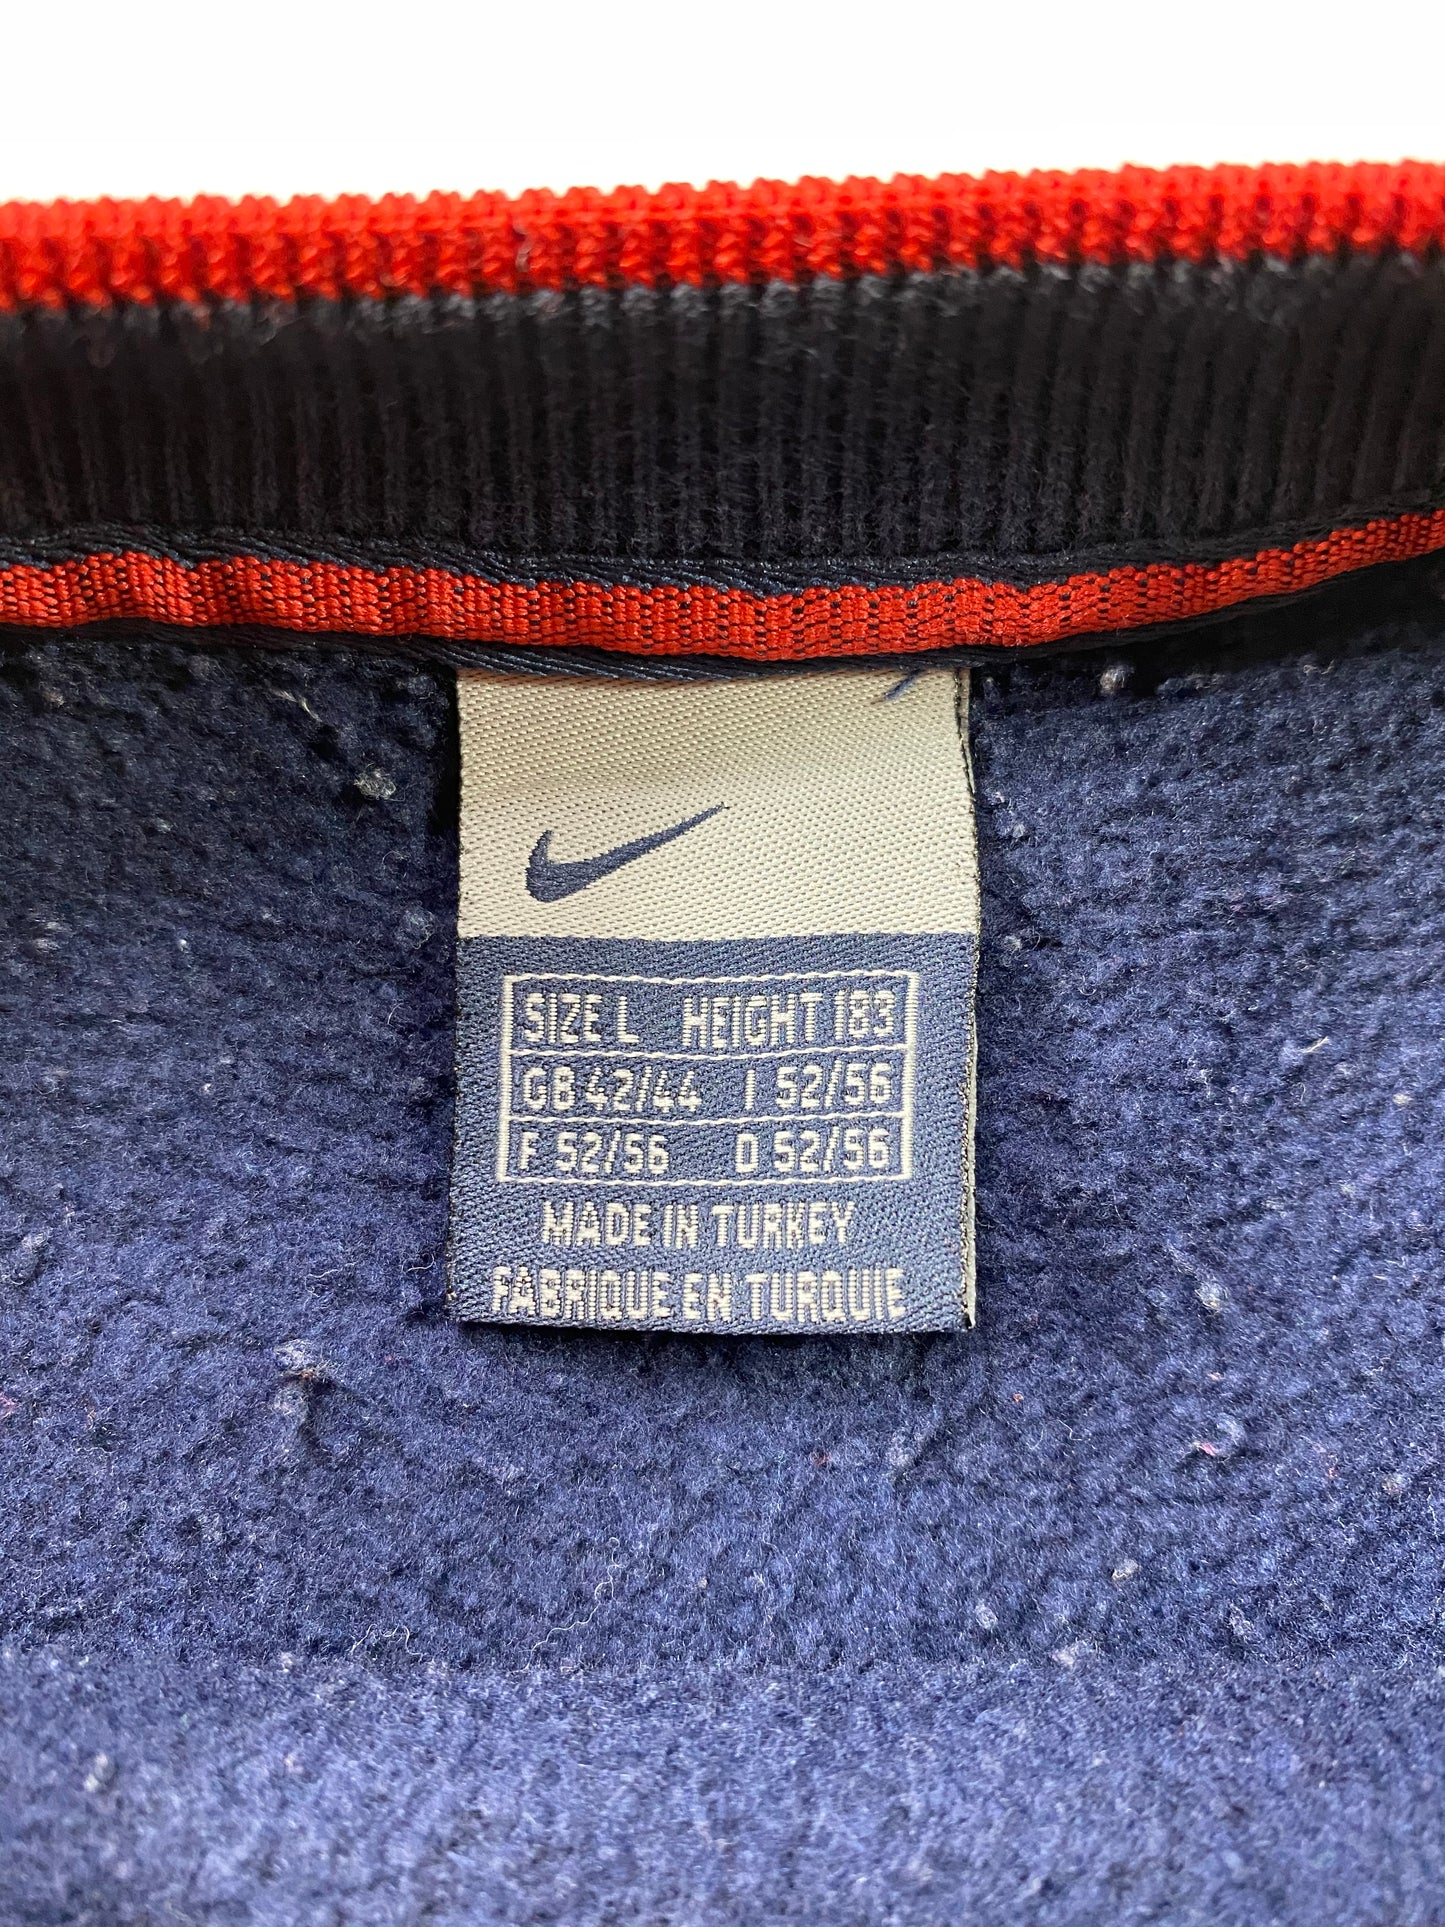 SIZE L HEIGHT 183
GB 42/44 I 52/56
F 52/56 D 52/56
MADE IN TURKEY
FABRIQUE EN TURQUIE